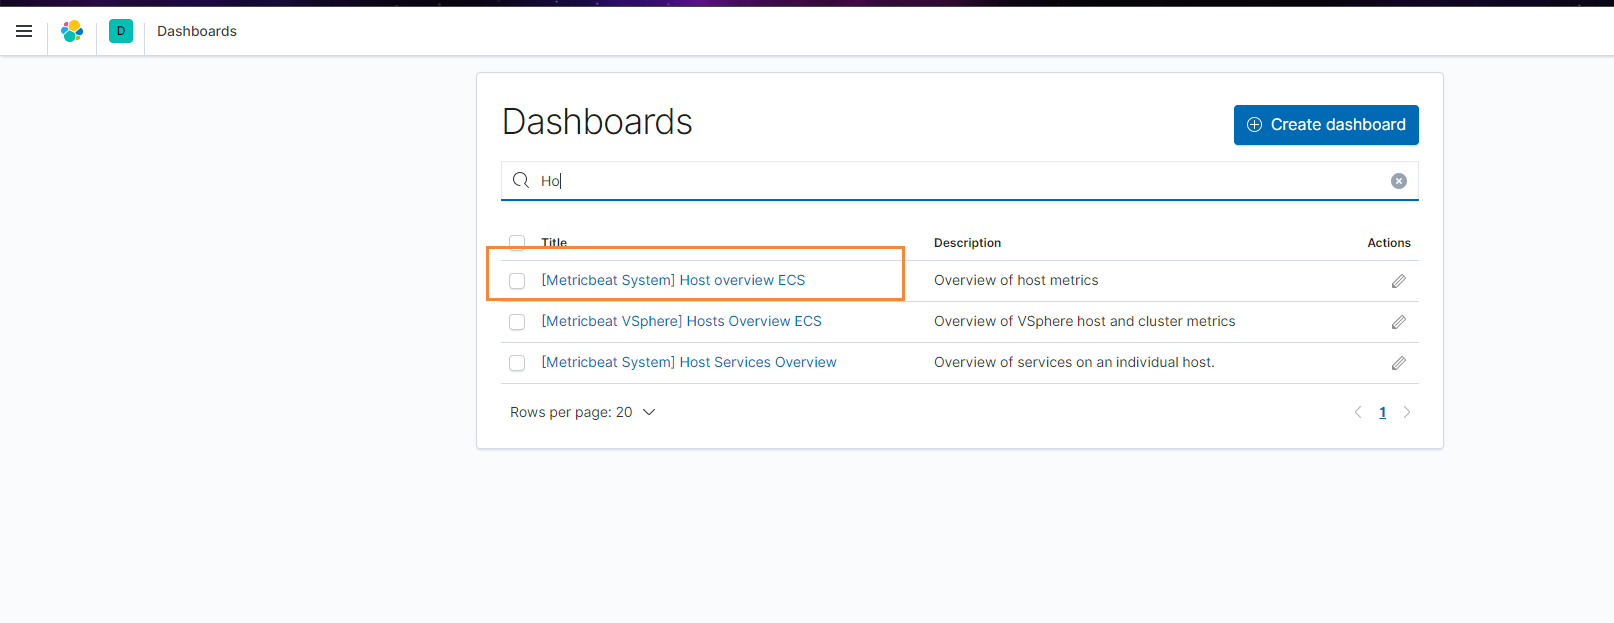 D Dashboards
Dashboards
Create dashboard
Ho
Title Description Actions
[Metricbeat System] Host overview ECS Overview of host metrics
[Metricbeat VSphere] Hosts Overview ECS Overview of VSphere host and cluster metrics
[Metricbeat System] Host Services Overview Overview of services on an individual host.
Rows per page: 20 1